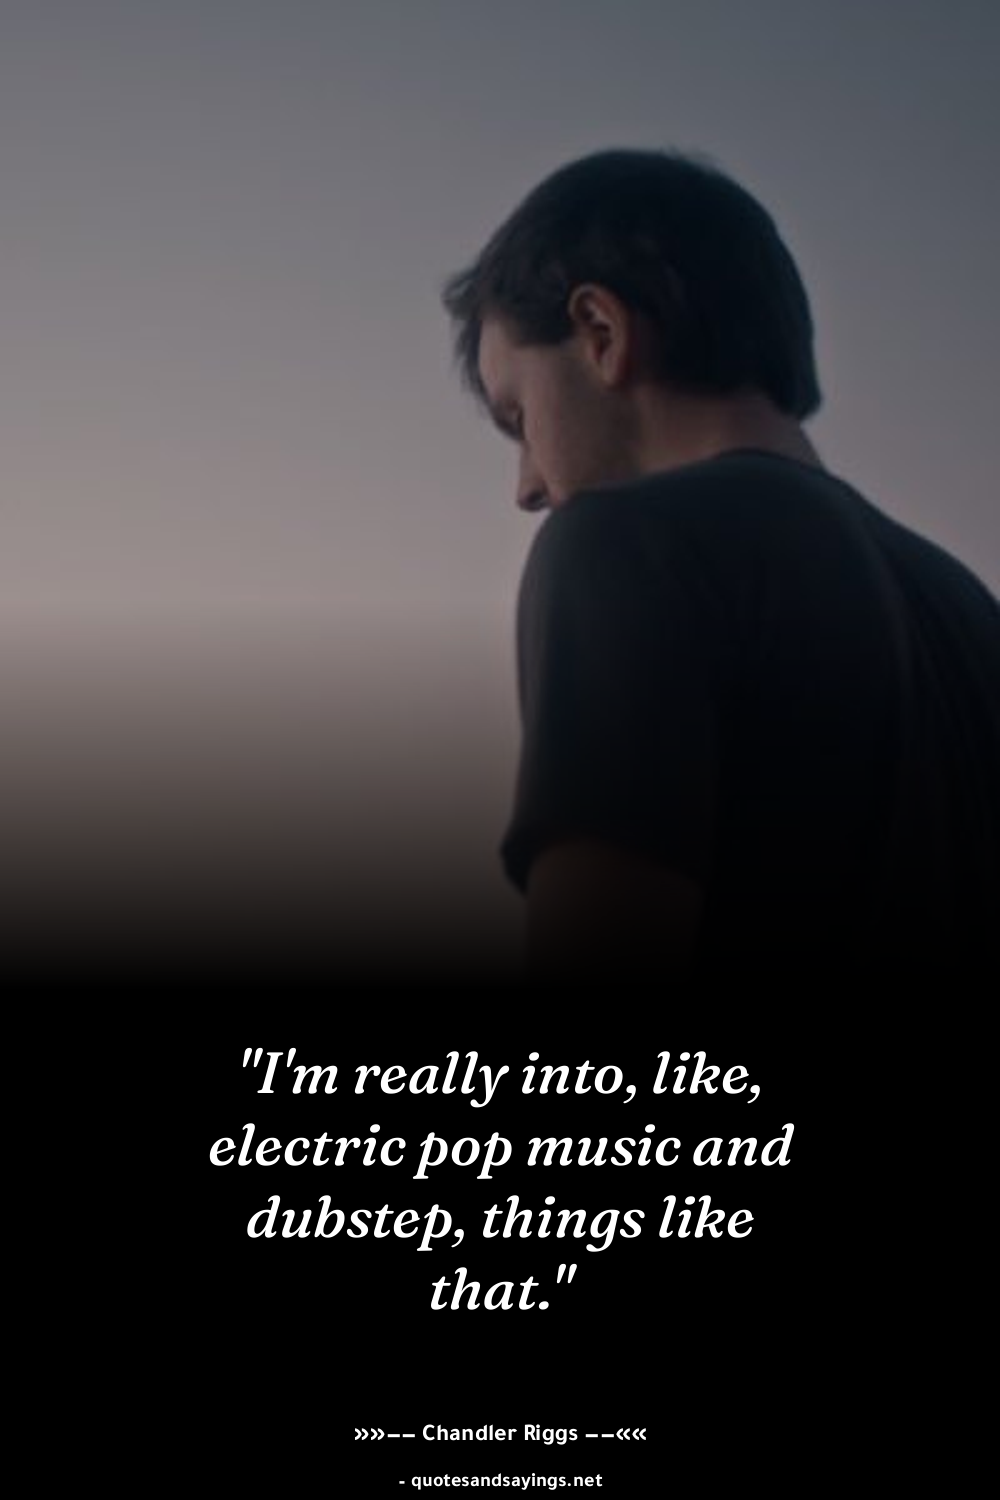 "I'm really into, like,
electric pop music and
dubstep, things like
that."
»»–– Chandler Riggs ––««
- quotesandsayings.net